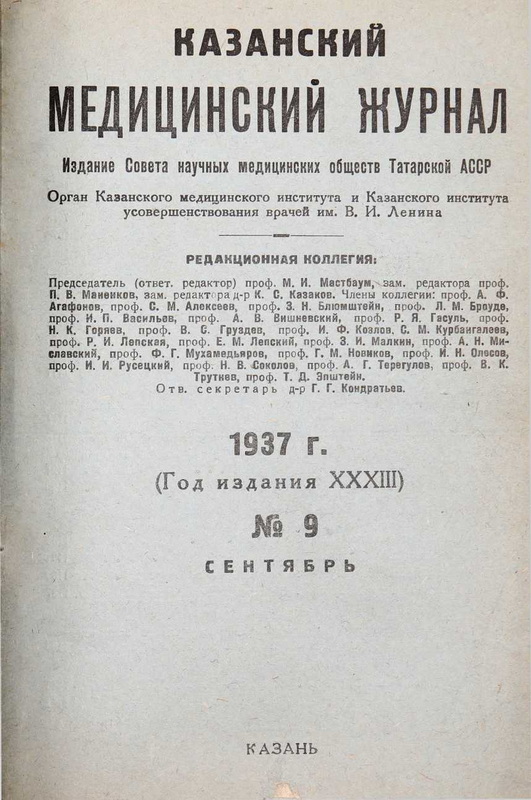 КАЗАНСКИЙ
МЕДИЦИНСКИЙ ЖУРНАЛ
Издание Совета научных медицинских обществ Татарской АССР
Орган Казанского медицинского института и Казанского института
усовершенствования врачей им. В. И. Ленина
РЕДАКЦИОННАЯ КОЛЛЕГИЯ:
Председатель (ответ. редактор) проф. М. И. Мастбаум, зам. редактора проф.
П. В. Маненков, зам. редактора д-р К. С. Казаков. Члены коллегии: проф. А. Ф.
Агафонов, проф. С. М. Алексеев, проф. З. Н. Блюмштейн, проф. Л. М. Брауде,
проф. И. П. Васильев, проф. А. В. Вишневский, проф. Р. Я. Гасуль, проф.
Н. К. Горяев, проф. В. С. Груздев, проф. И. Ф. Козлов, С. М. Курбангалеев,
проф. Р. И. Лепская, проф. Е. М. Лепский, проф. З. И. Малкин, проф. А. Н. Ми-
славский, проф. Ф. Г. Мухамедьяров, проф. Г. М. Новиков, проф. И. Н. Олесов,
проф. И. И. Русецкий, проф. Н. В. Соколов, проф. А. Г. Терегулов, проф. В. К.
Трутнев, проф. Т. Д. Эпштейн.
Отв. секретарь д-р Г. Г. Кондратьев.
1937 г.
(Год издания XXXIII)
№ 9
СЕНТЯБРЬ
КАЗАНЬ